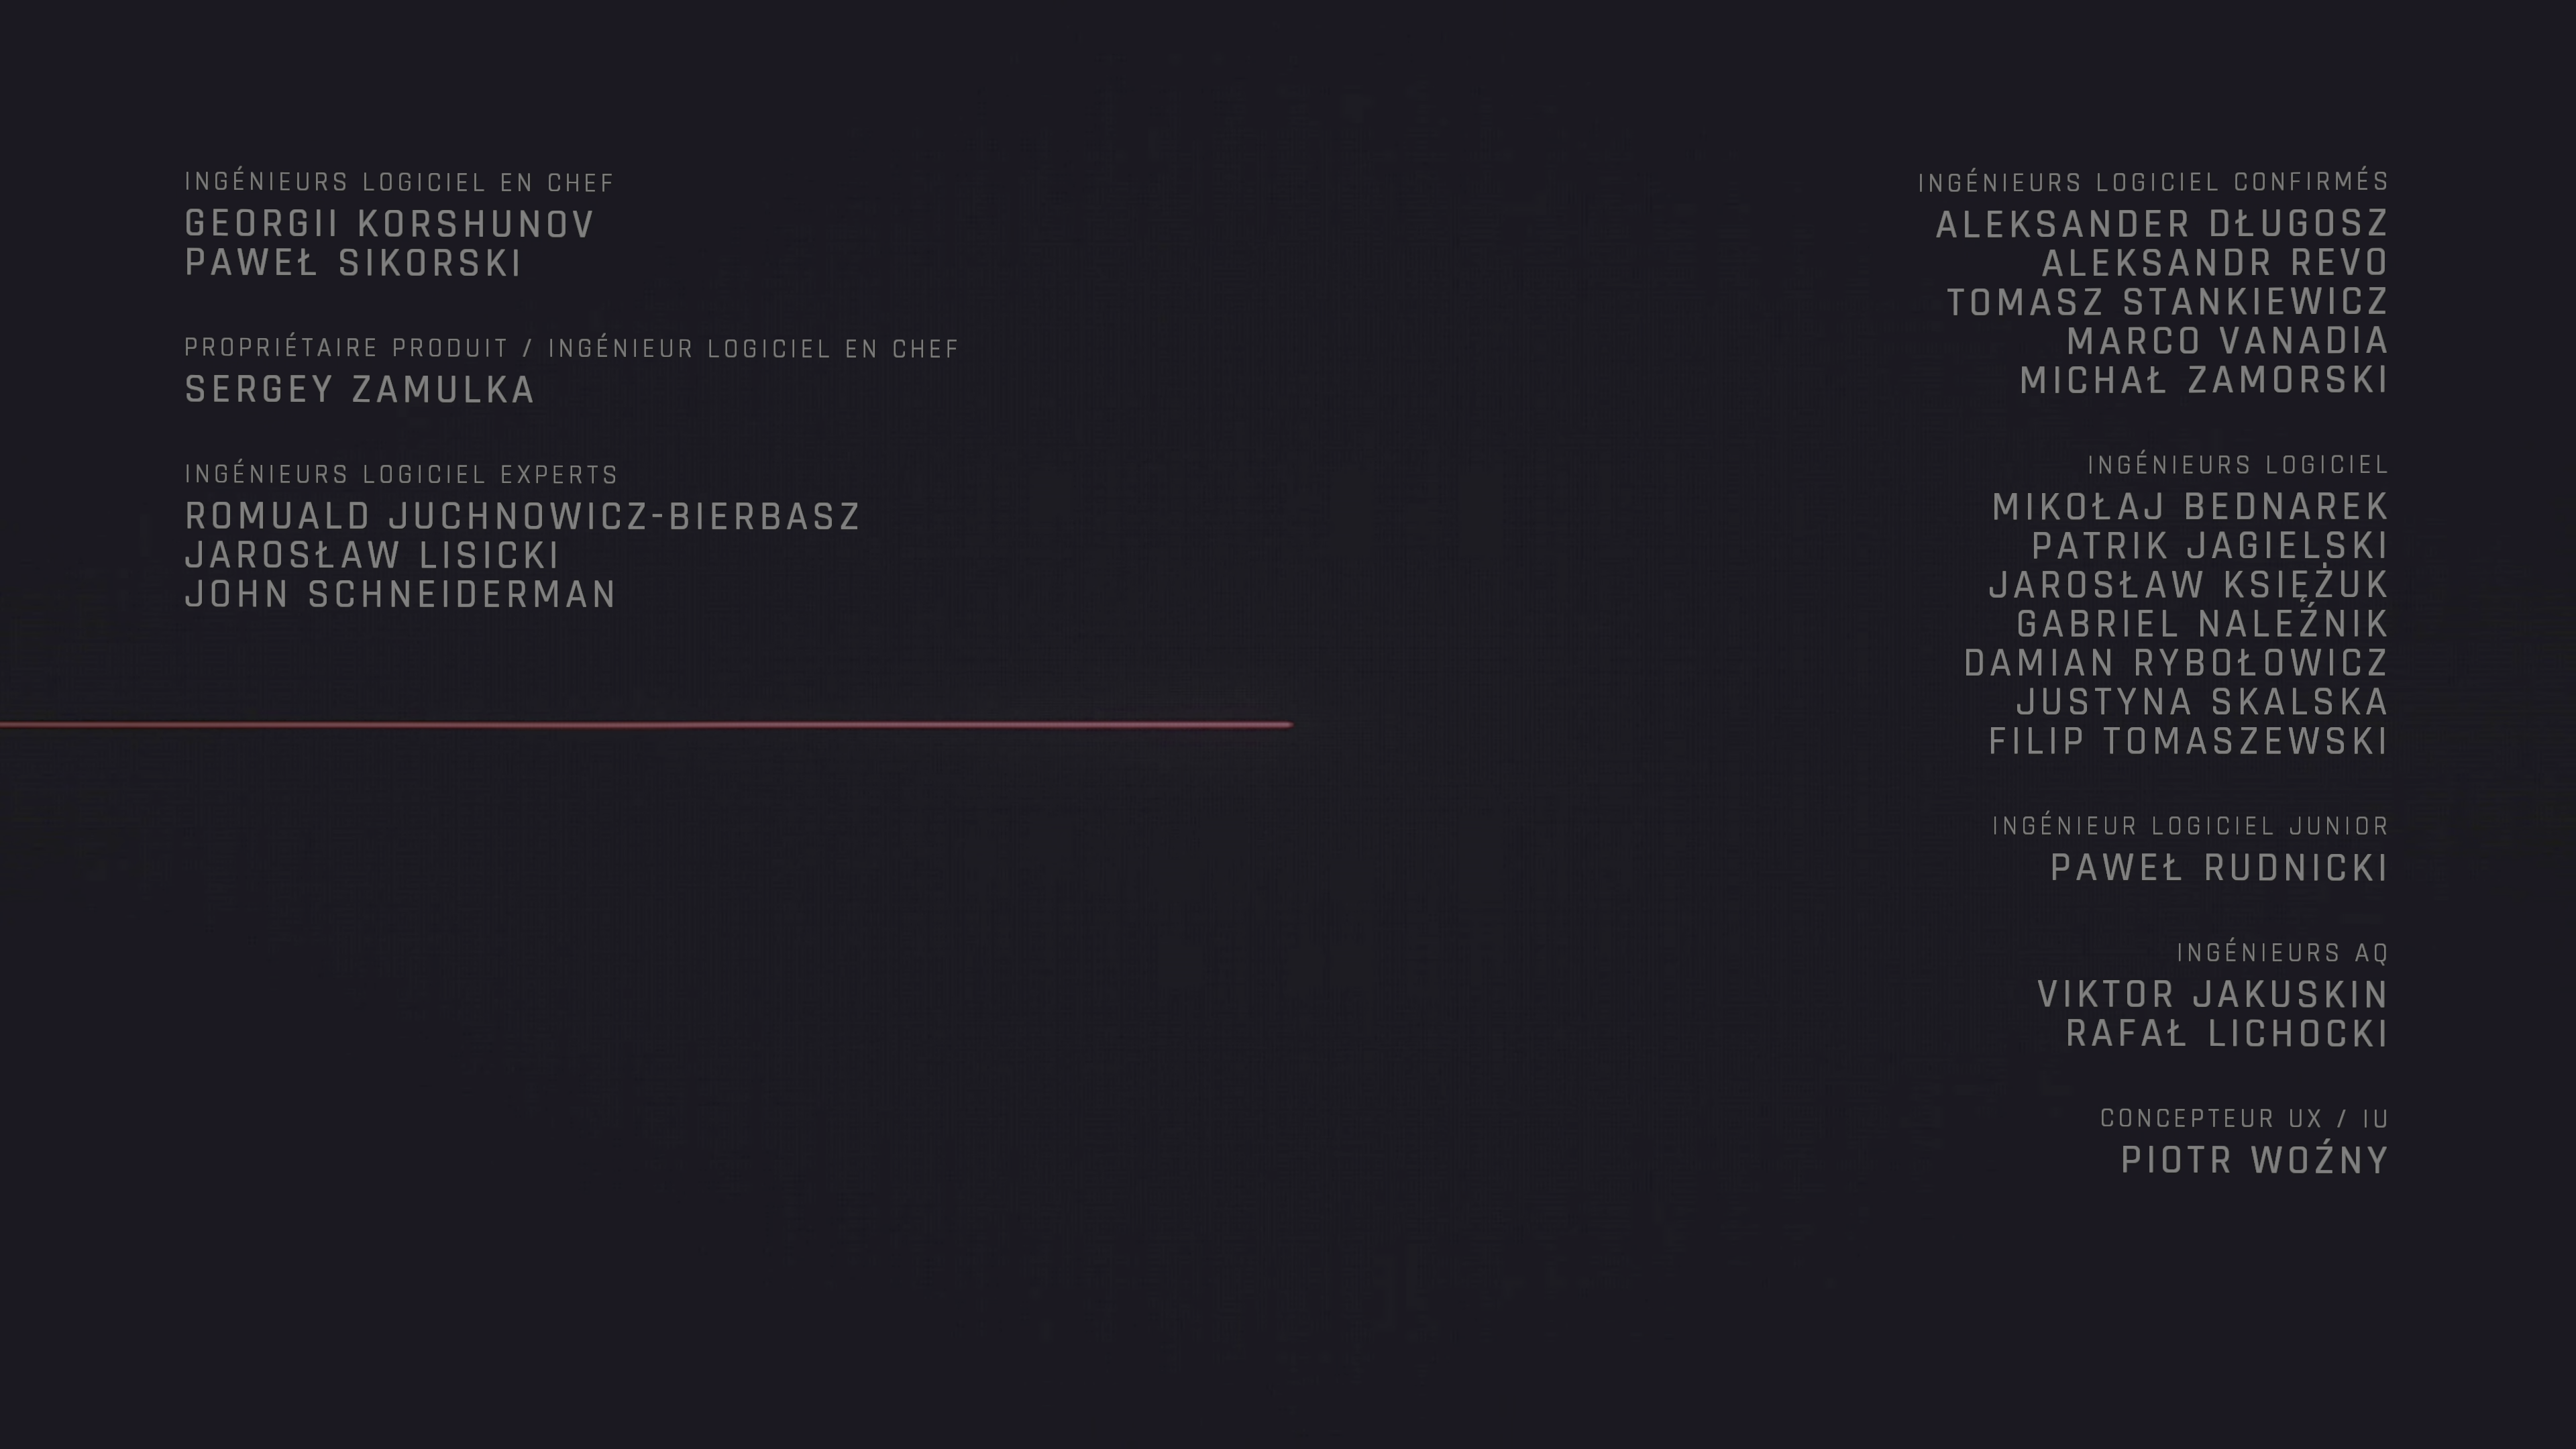 INGÉNIEURS LOGICIEL EN CHEF
GEORGII KORSHUNOV
PAWEŁ SIKORSKI
PROPRIÉTAIRE PRODUIT / INGÉNIEUR LOGICIEL EN CHEF
SERGEY ZAMULKA
INGÉNIEURS LOGICIEL EXPERTS
ROMUALD JUCHNOWICZ-BIERBASZ
JAROSŁAW LISICKI
JOHN SCHNEIDERMAN
INGÉNIEURS LOGICIEL CONFIRMÉS
ALEKSANDER DŁUGOSZ
ALEKSANDR REVO
TOMASZ STANKIEWICZ
MARCO VANADIA
MICHAŁ ZAMORSKI
INGÉNIEURS LOGICIEL
MIKOŁAJ BEDNAREK
PATRIK JAGIELSKI
JAROSŁAW KSIĘŻUK
GABRIEL NALEŹNIK
DAMIAN RYBOŁOWICZ
JUSTYNA SKALSKA
FILIP TOMASZEWSKI
INGÉNIEUR LOGICIEL JUNIOR
PAWEŁ RUDNICKI
INGÉNIEURS AQ
VIKTOR JAKUSKIN
RAFAŁ LICHOCKI
CONCEPTEUR UX / IU
PIOTR WOŹNY